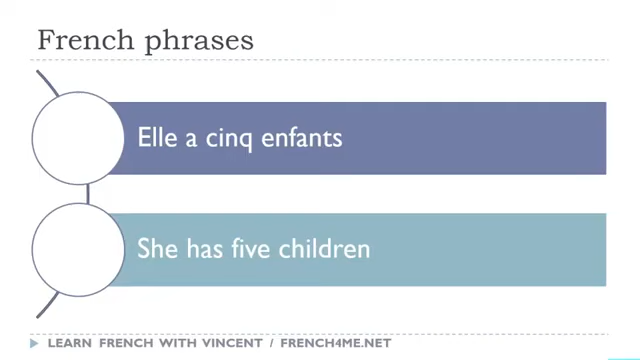 French phrases
Elle a cinq enfants
She has five children
LEARN FRENCH WITH VINCENT / FRENCH4ME.NET